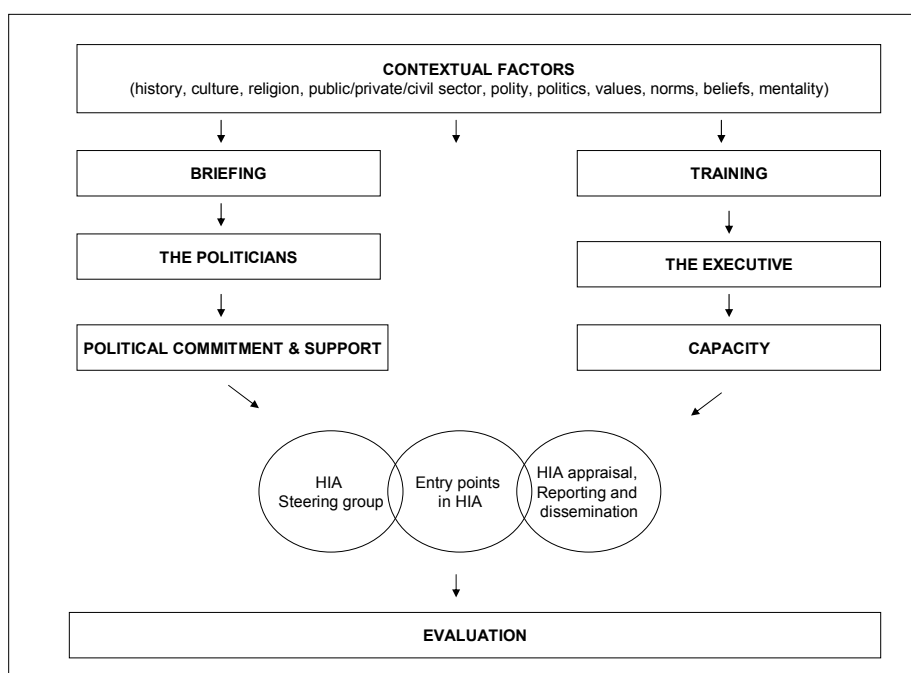 CONTEXTUAL FACTORS
(history, culture, religion, public/private/civil sector, polity, politics, values, norms, beliefs, mentality)
BRIEFING
TRAINING
THE POLITICIANS
THE EXECUTIVE
POLITICAL COMMITMENT & SUPPORT
CAPACITY
HIA
Steering group
Entry points
in HIA
HIA appraisal,
Reporting and
dissemination
EVALUATION